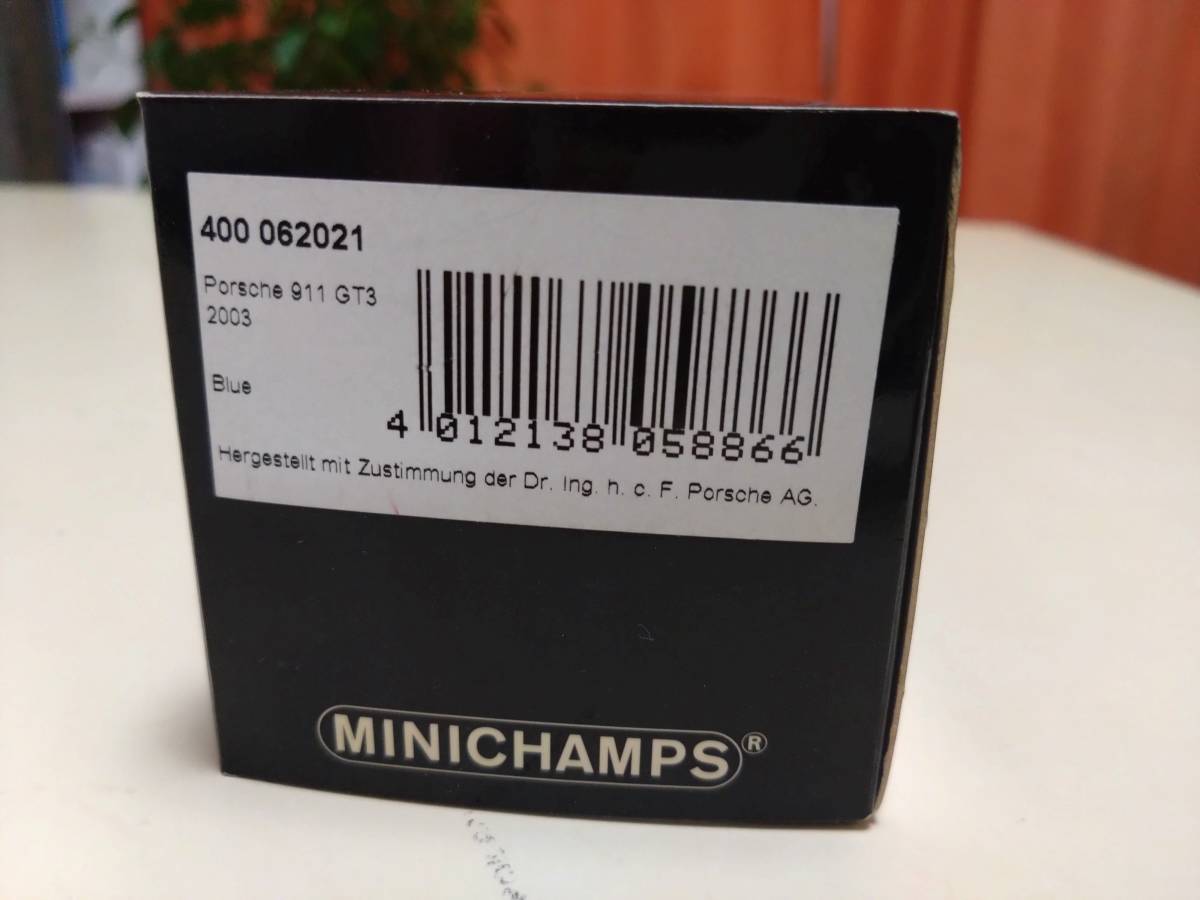 400 062021
Porsche 911 GT3
2003
Blue
4 012138 058866
Hergestellt mit Zustimmung der Dr. Ing. h. c. F. Porsche AG.
MINICHAMPS®